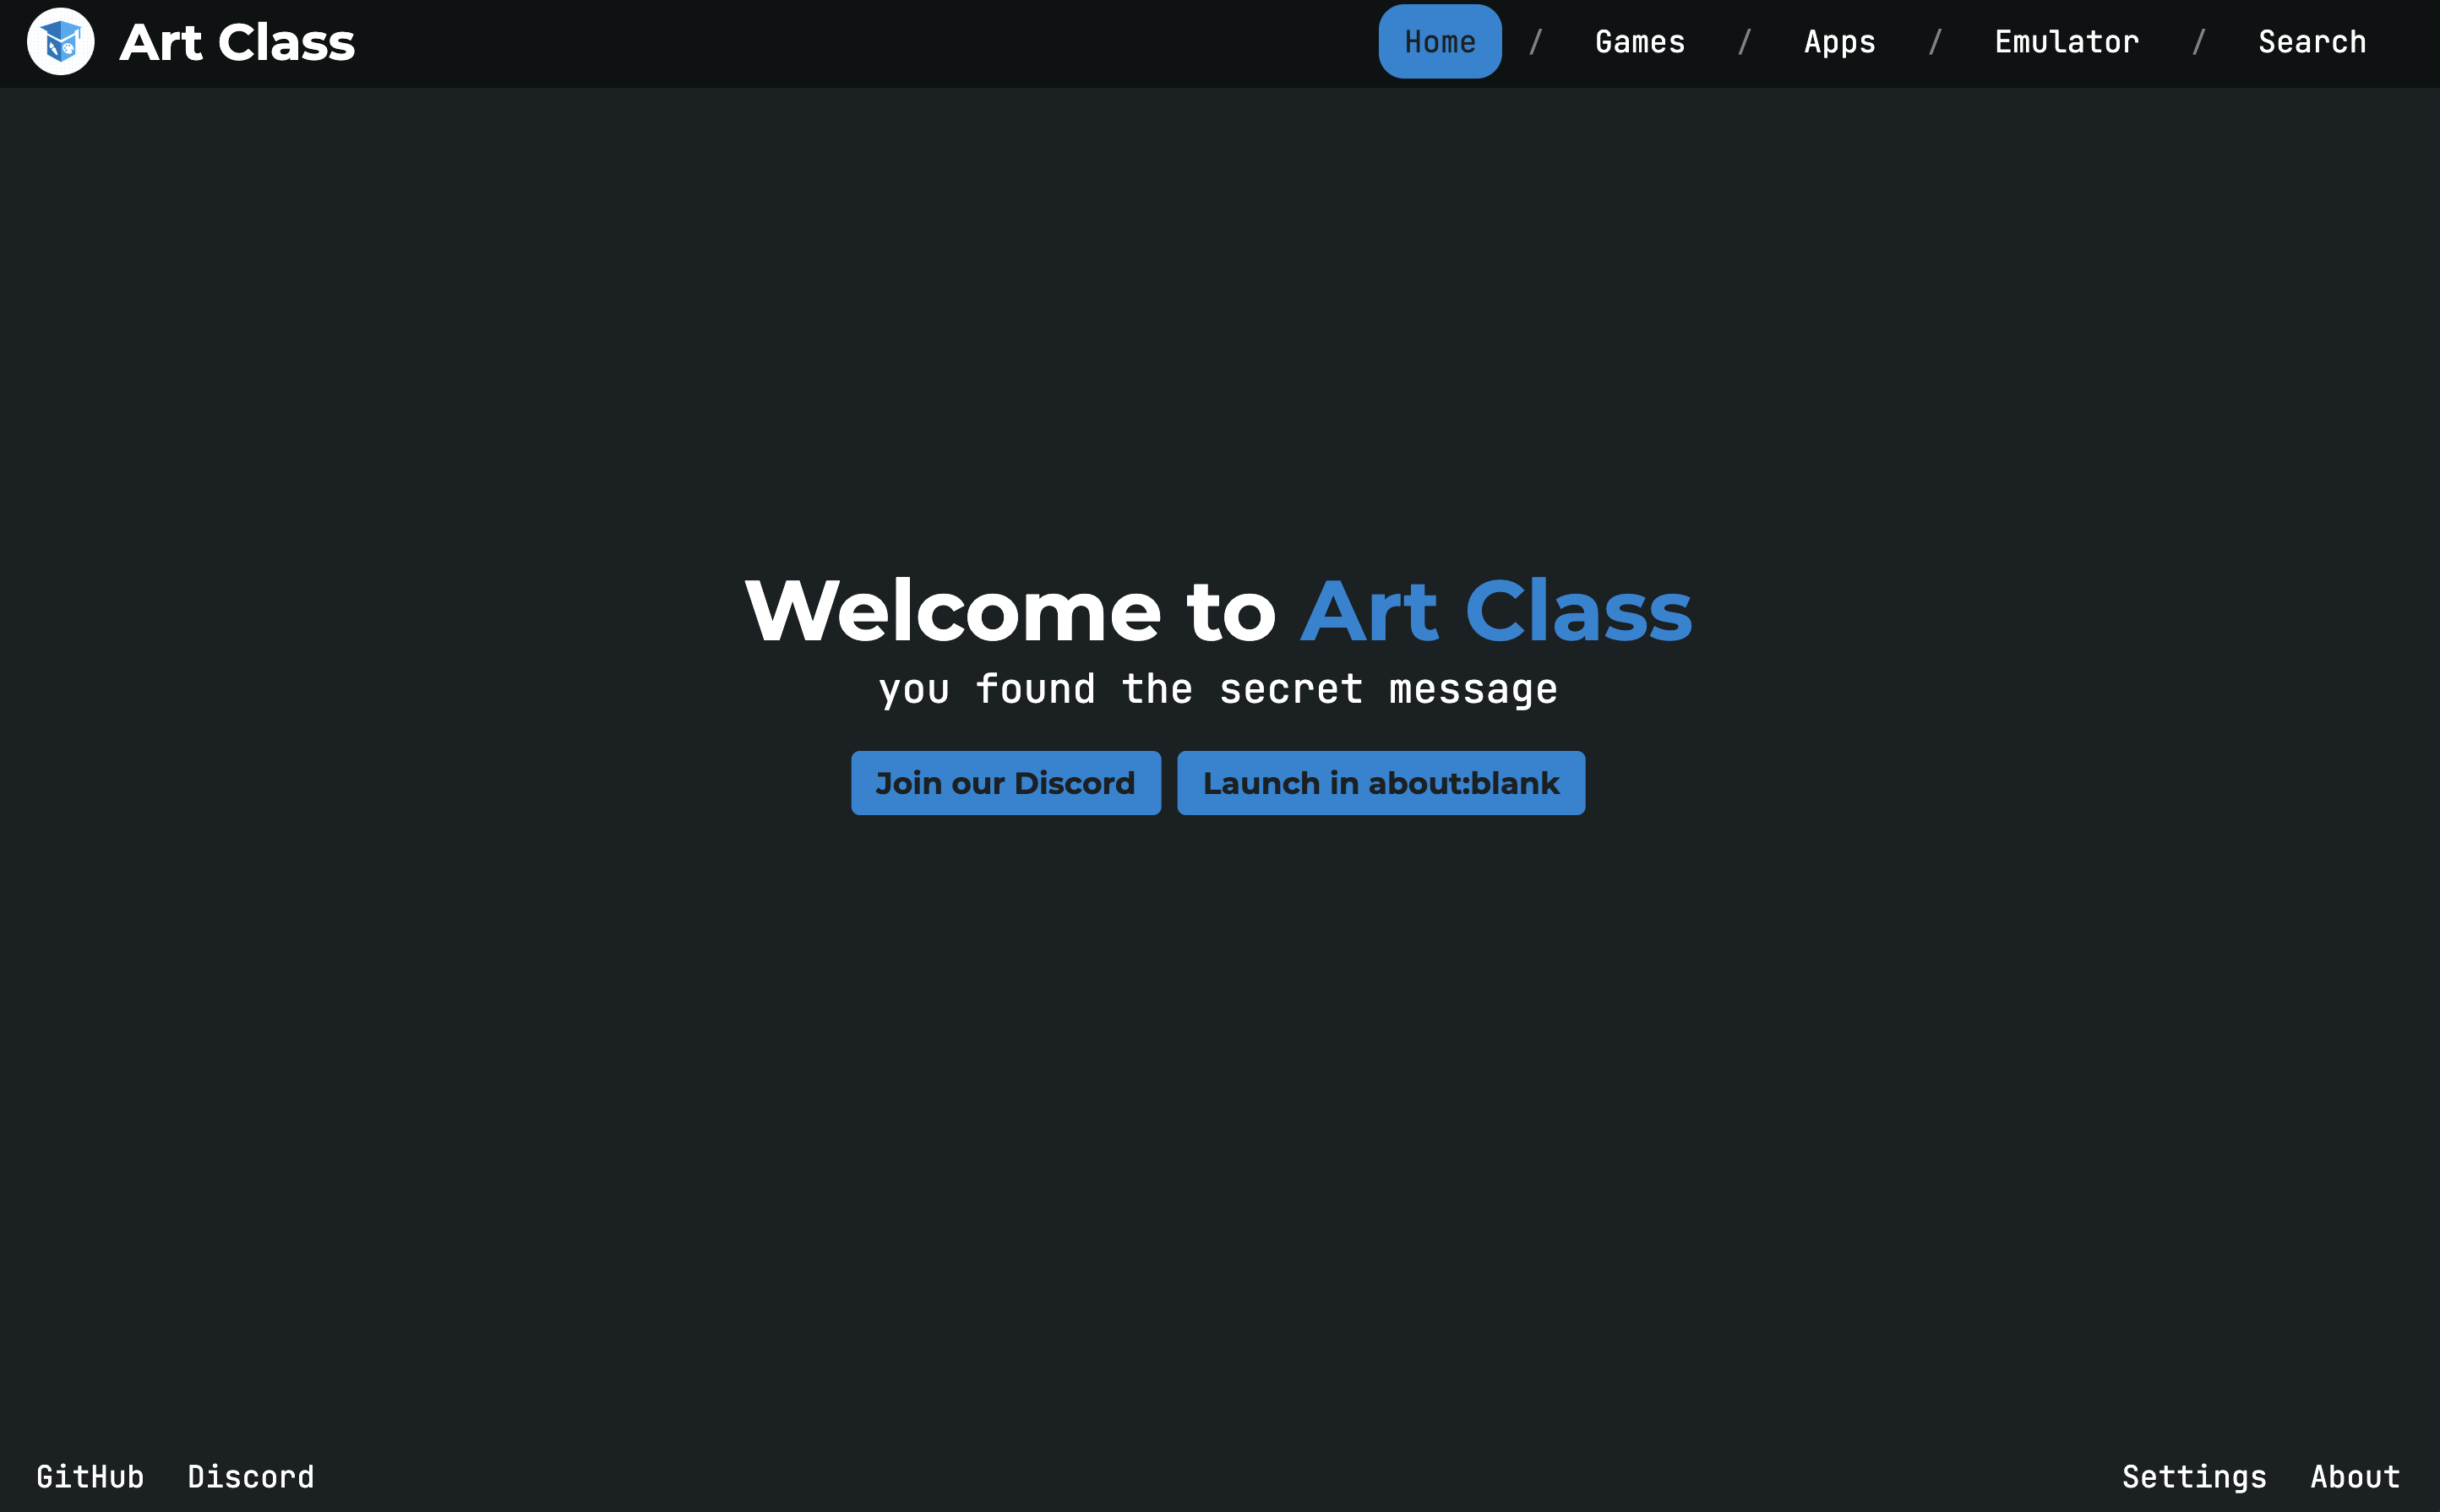 Art Class
Home / Games / Apps / Emulator / Search
Welcome to Art Class
you found the secret message
Join our Discord
Launch in about:blank
GitHub Discord
Settings About